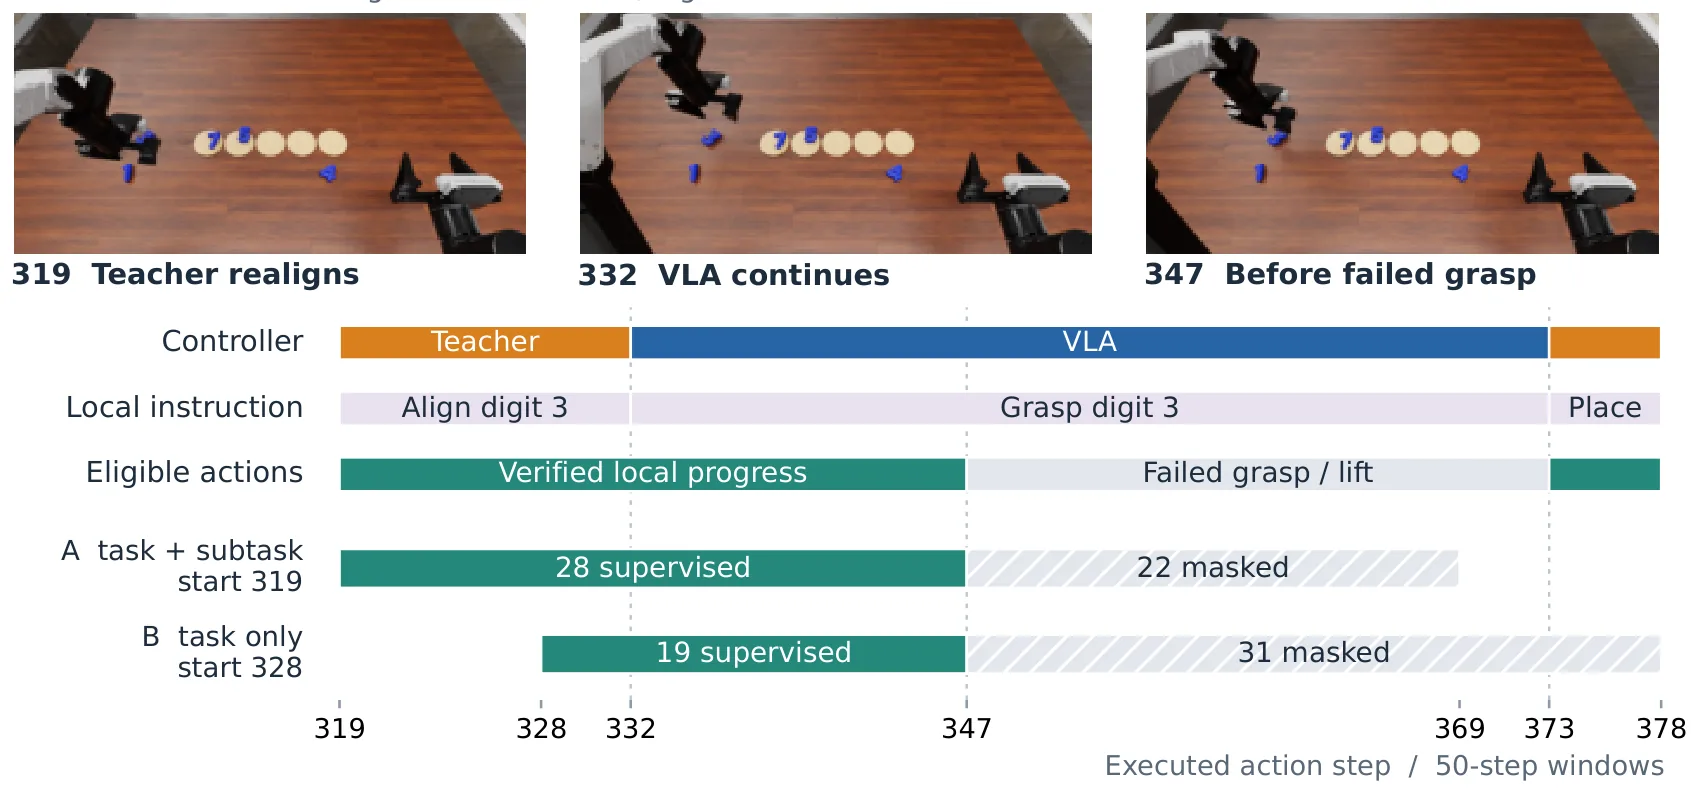 319 Teacher realigns
332 VLA continues
347 Before failed grasp
Controller
Teacher
VLA
Local instruction
Align digit 3
Grasp digit 3
Place
Eligible actions
Verified local progress
Failed grasp / lift
A task + subtask
start 319
28 supervised
22 masked
B task only
start 328
19 supervised
31 masked
319 328 332 347 369 373 378
Executed action step / 50-step windows